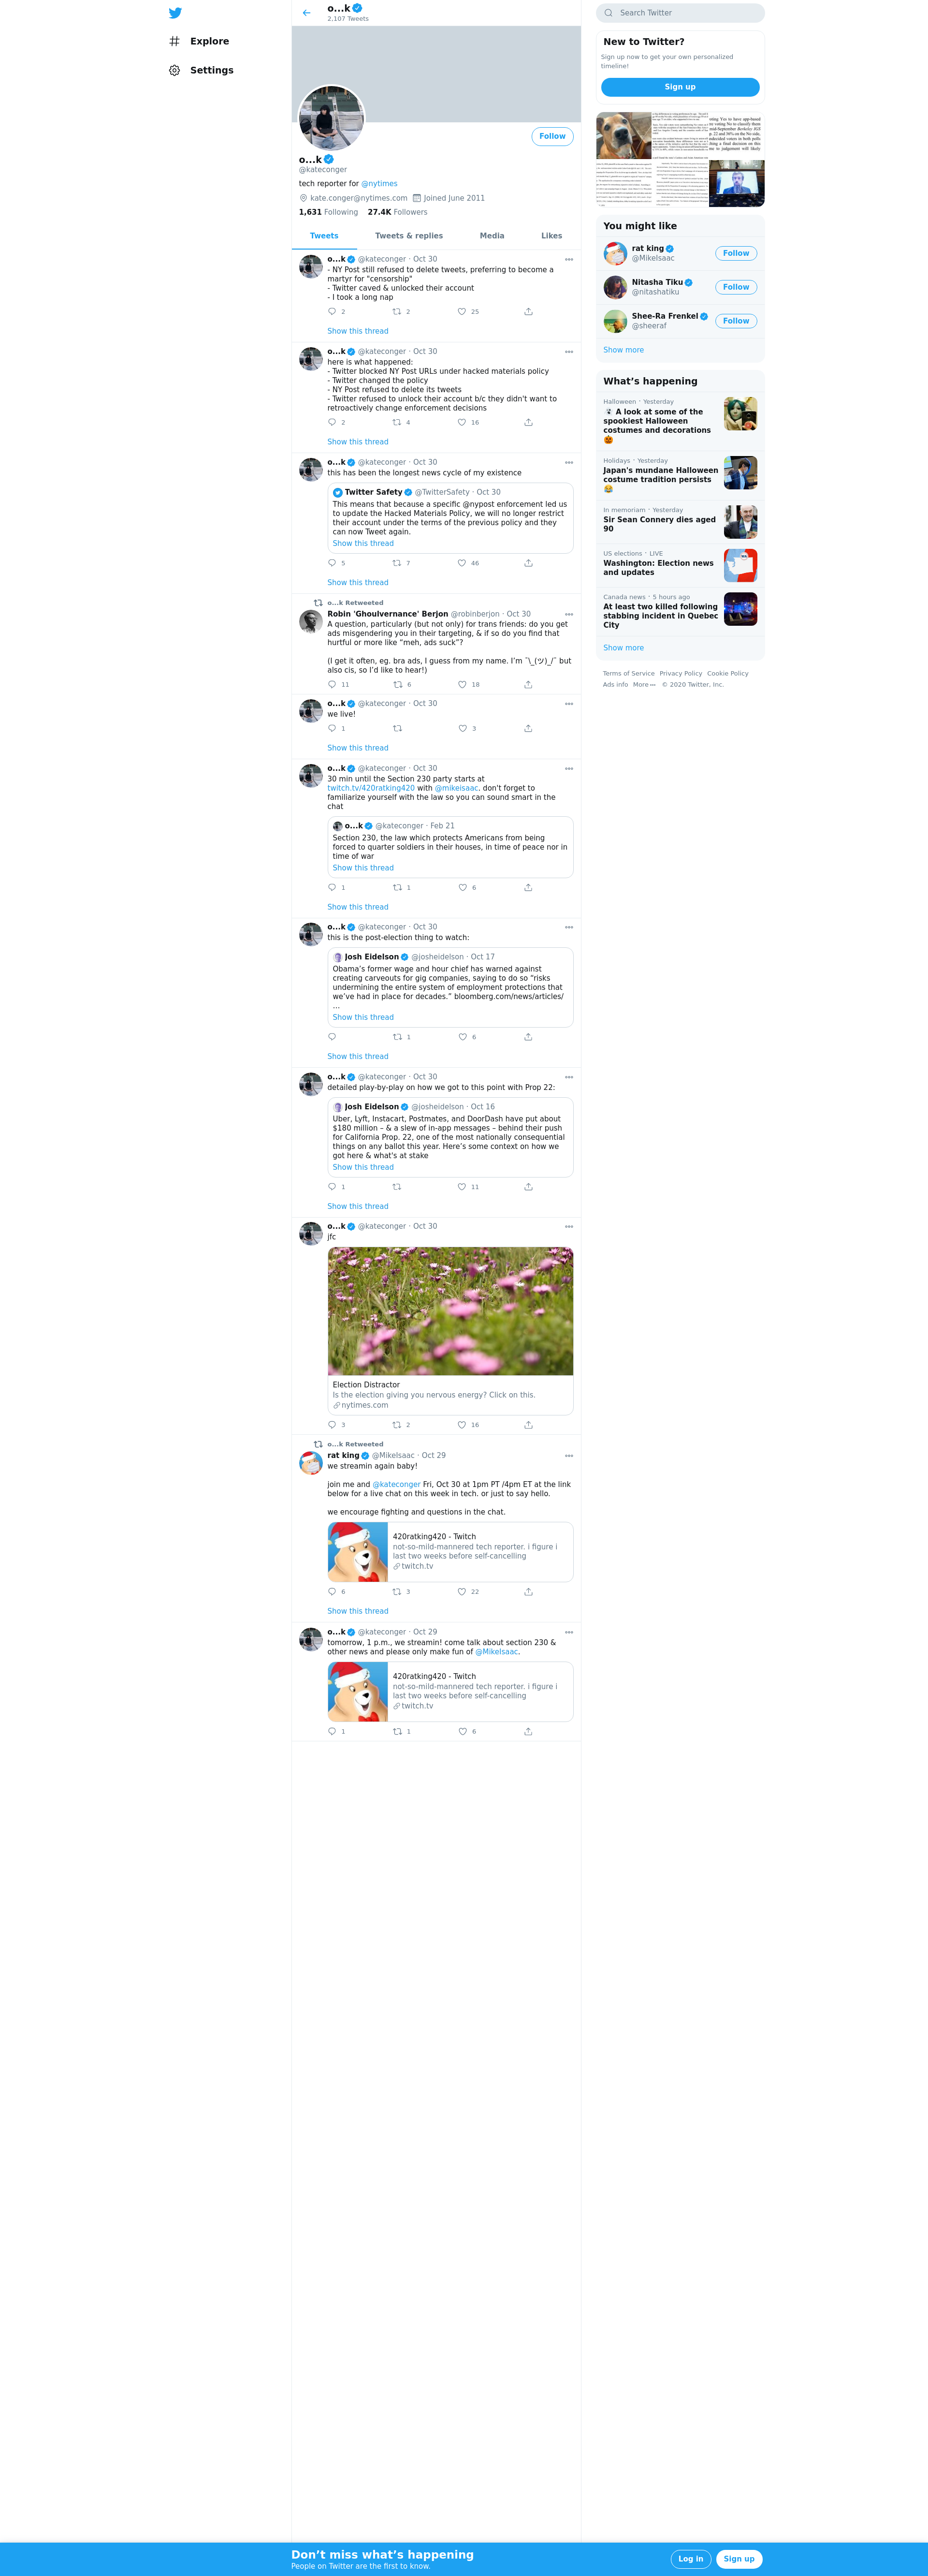 Explore
Settings
o...k
2,107 Tweets
Follow
o...k
@kateconger
tech reporter for @nytimes
kate.conger@nytimes.com Joined June 2011
1,631 Following 27.4K Followers
Tweets Tweets & replies Media Likes
o...k @kateconger · Oct 30
- NY Post still refused to delete tweets, preferring to become a
martyr for "censorship"
- Twitter caved & unlocked their account
- I took a long nap
2 2 25
Show this thread
o...k @kateconger · Oct 30
here is what happened:
- Twitter blocked NY Post URLs under hacked materials policy
- Twitter changed the policy
- NY Post refused to delete its tweets
- Twitter refused to unlock their account b/c they didn't want to
retroactively change enforcement decisions
2 4 16
Show this thread
o...k @kateconger · Oct 30
this has been the longest news cycle of my existence
Twitter Safety @TwitterSafety · Oct 30
This means that because a specific @nypost enforcement led us
to update the Hacked Materials Policy, we will no longer restrict
their account under the terms of the previous policy and they
can now Tweet again.
Show this thread
5 7 46
Show this thread
o...k Retweeted
Robin 'Ghoulvernance' Berjon @robinberjon · Oct 30
A question, particularly (but not only) for trans friends: do you get
ads misgendering you in their targeting, & if so do you find that
hurtful or more like “meh, ads suck”?
(I get it often, eg. bra ads, I guess from my name. I’m ¯\_(ツ)_/¯ but
also cis, so I’d like to hear!)
11 6 18
o...k @kateconger · Oct 30
we live!
1 3
Show this thread
o...k @kateconger · Oct 30
30 min until the Section 230 party starts at
twitch.tv/420ratking420 with @mikeisaac. don't forget to
familiarize yourself with the law so you can sound smart in the
chat
o...k @kateconger · Feb 21
Section 230, the law which protects Americans from being
forced to quarter soldiers in their houses, in time of peace nor in
time of war
Show this thread
1 1 6
Show this thread
o...k @kateconger · Oct 30
this is the post-election thing to watch:
Josh Eidelson @josheidelson · Oct 17
Obama’s former wage and hour chief has warned against
creating carveouts for gig companies, saying to do so “risks
undermining the entire system of employment protections that
we’ve had in place for decades.” bloomberg.com/news/articles/
...
Show this thread
1 6
Show this thread
o...k @kateconger · Oct 30
detailed play-by-play on how we got to this point with Prop 22:
Josh Eidelson @josheidelson · Oct 16
Uber, Lyft, Instacart, Postmates, and DoorDash have put about
$180 million – & a slew of in-app messages – behind their push
for California Prop. 22, one of the most nationally consequential
things on any ballot this year. Here’s some context on how we
got here & what's at stake
Show this thread
1 11
Show this thread
o...k @kateconger · Oct 30
jfc
Election Distractor
Is the election giving you nervous energy? Click on this.
nytimes.com
3 2 16
o...k Retweeted
rat king @MikeIsaac · Oct 29
we streamin again baby!
join me and @kateconger Fri, Oct 30 at 1pm PT /4pm ET at the link
below for a live chat on this week in tech. or just to say hello.
we encourage fighting and questions in the chat.
420ratking420 - Twitch
not-so-mild-mannered tech reporter. i figure i
last two weeks before self-cancelling
twitch.tv
6 3 22
Show this thread
o...k @kateconger · Oct 29
tomorrow, 1 p.m., we streamin! come talk about section 230 &
other news and please only make fun of @MikeIsaac.
420ratking420 - Twitch
not-so-mild-mannered tech reporter. i figure i
last two weeks before self-cancelling
twitch.tv
1 1 6
Search Twitter
New to Twitter?
Sign up now to get your own personalized
timeline!
Sign up
You might like
rat king
@MikeIsaac
Follow
Nitasha Tiku
@nitashatiku
Follow
Shee-Ra Frenkel
@sheeraf
Follow
Show more
What’s happening
Halloween · Yesterday
👻 A look at some of the
spookiest Halloween
costumes and decorations
🎃
Holidays · Yesterday
Japan's mundane Halloween
costume tradition persists
😂
In memoriam · Yesterday
Sir Sean Connery dies aged
90
US elections · LIVE
Washington: Election news
and updates
Canada news · 5 hours ago
At least two killed following
stabbing incident in Quebec
City
Show more
Terms of Service Privacy Policy Cookie Policy
Ads info More ··· © 2020 Twitter, Inc.
Don’t miss what’s happening
People on Twitter are the first to know.
Log in
Sign up